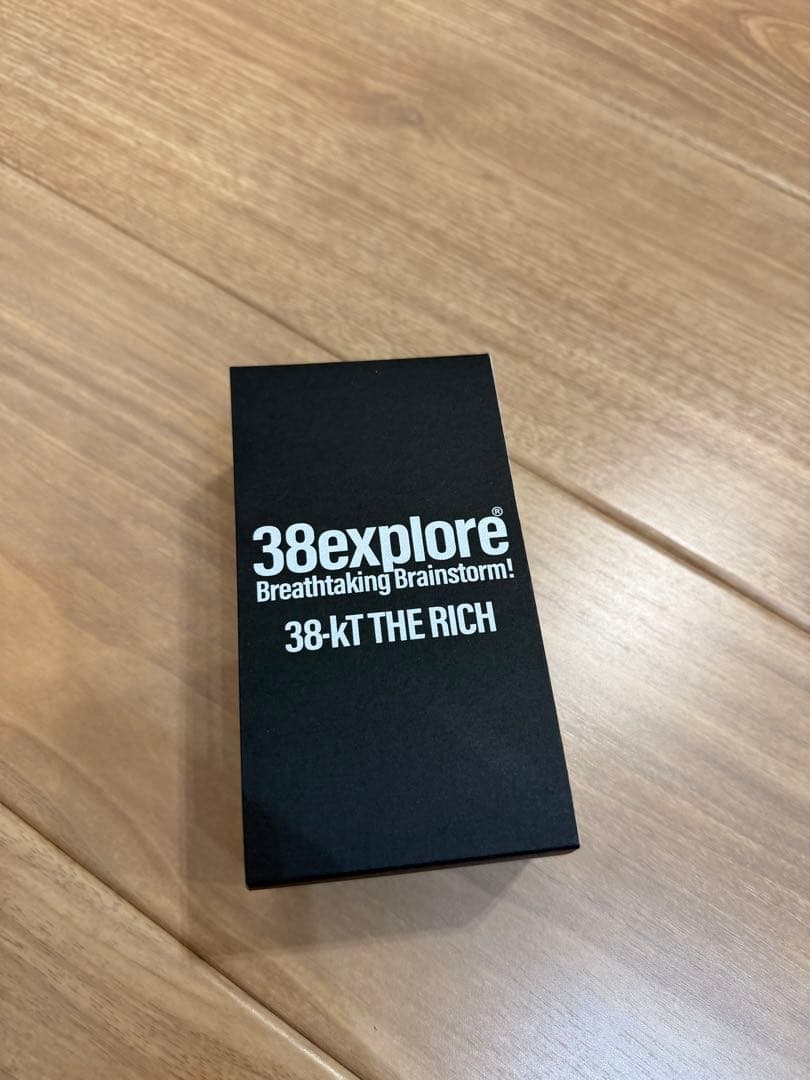 38explore®
Breathtaking Brainstorm!
38-kT THE RICH